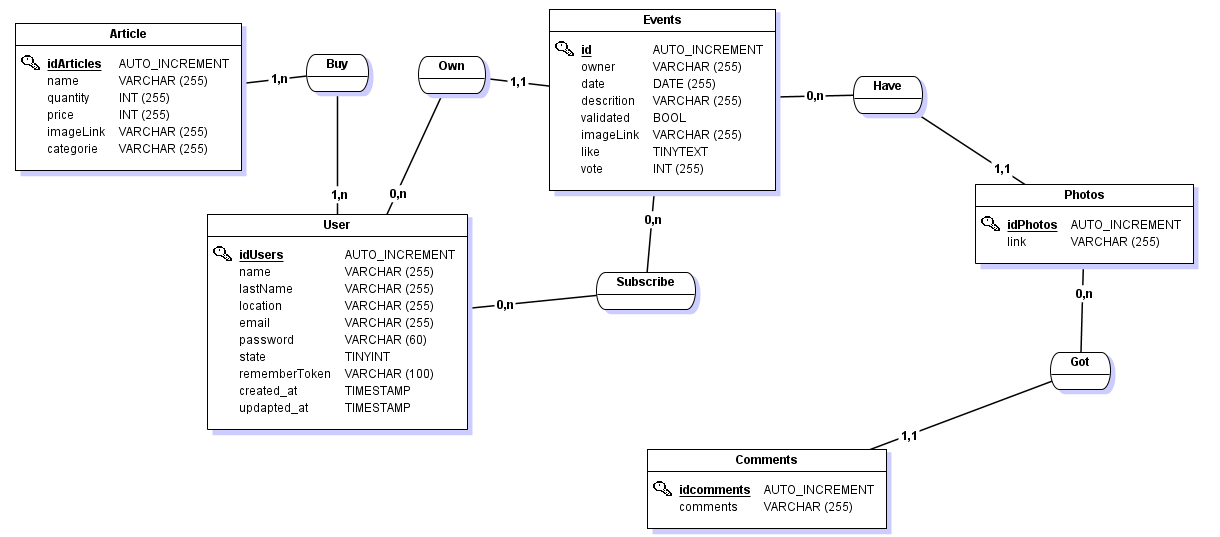 Article
idArticles AUTO_INCREMENT
name VARCHAR (255)
quantity INT (255)
price INT (255)
imageLink VARCHAR (255)
categorie VARCHAR (255)
1,n
Buy
1,n
Own
1,1
0,n
Events
id AUTO_INCREMENT
owner VARCHAR (255)
date DATE (255)
descrition VARCHAR (255)
validated BOOL
imageLink VARCHAR (255)
like TINYTEXT
vote INT (255)
0,n
Have
1,1
Photos
idPhotos AUTO_INCREMENT
link VARCHAR (255)
User
idUsers AUTO_INCREMENT
name VARCHAR (255)
lastName VARCHAR (255)
location VARCHAR (255)
email VARCHAR (255)
password VARCHAR (60)
state TINYINT
rememberToken VARCHAR (100)
created_at TIMESTAMP
updapted_at TIMESTAMP
0,n
Subscribe
0,n
0,n
Got
1,1
Comments
idcomments AUTO_INCREMENT
comments VARCHAR (255)